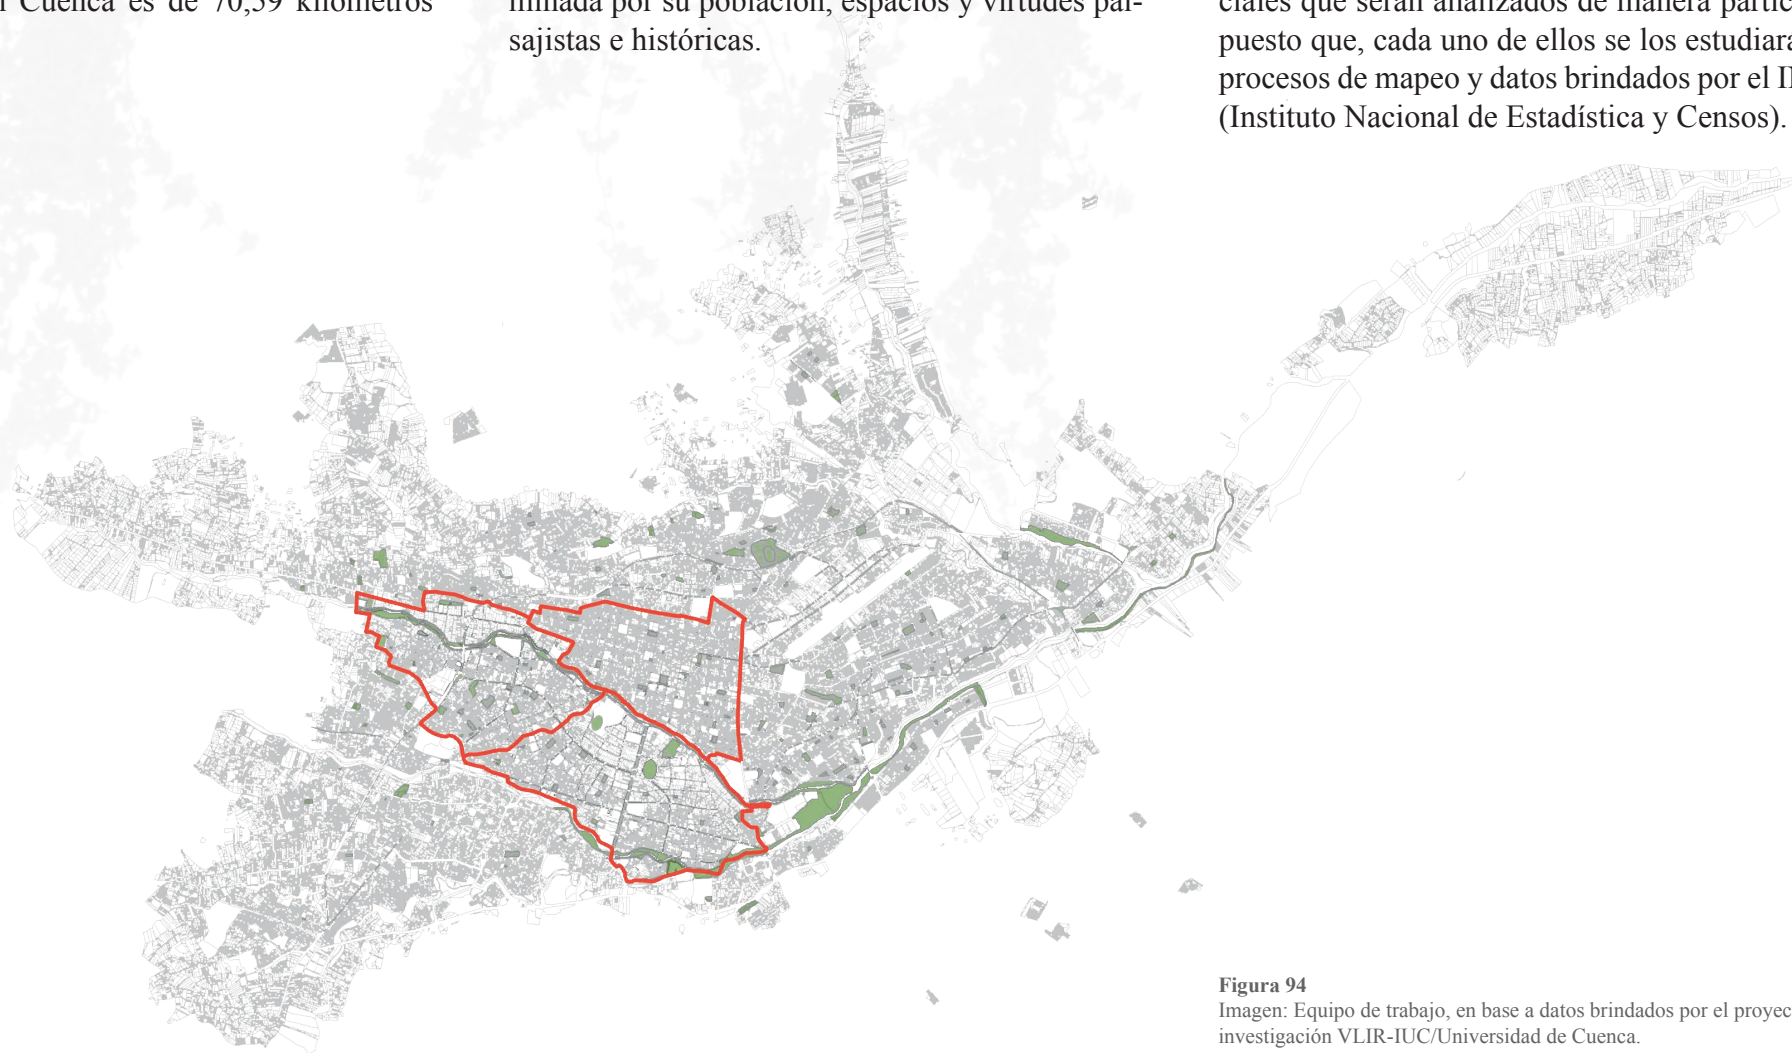 Cuenca es de 70,59 kilómetros
minada por su población, espacios y virtudes pai-
sajistas e históricas.
ciales que serán analizados de manera partic
puesto que, cada uno de ellos se los estudiará
procesos de mapeo y datos brindados por el I
(Instituto Nacional de Estadística y Censos).
Figura 94
Imagen: Equipo de trabajo, en base a datos brindados por el proyec
investigación VLIR-IUC/Universidad de Cuenca.